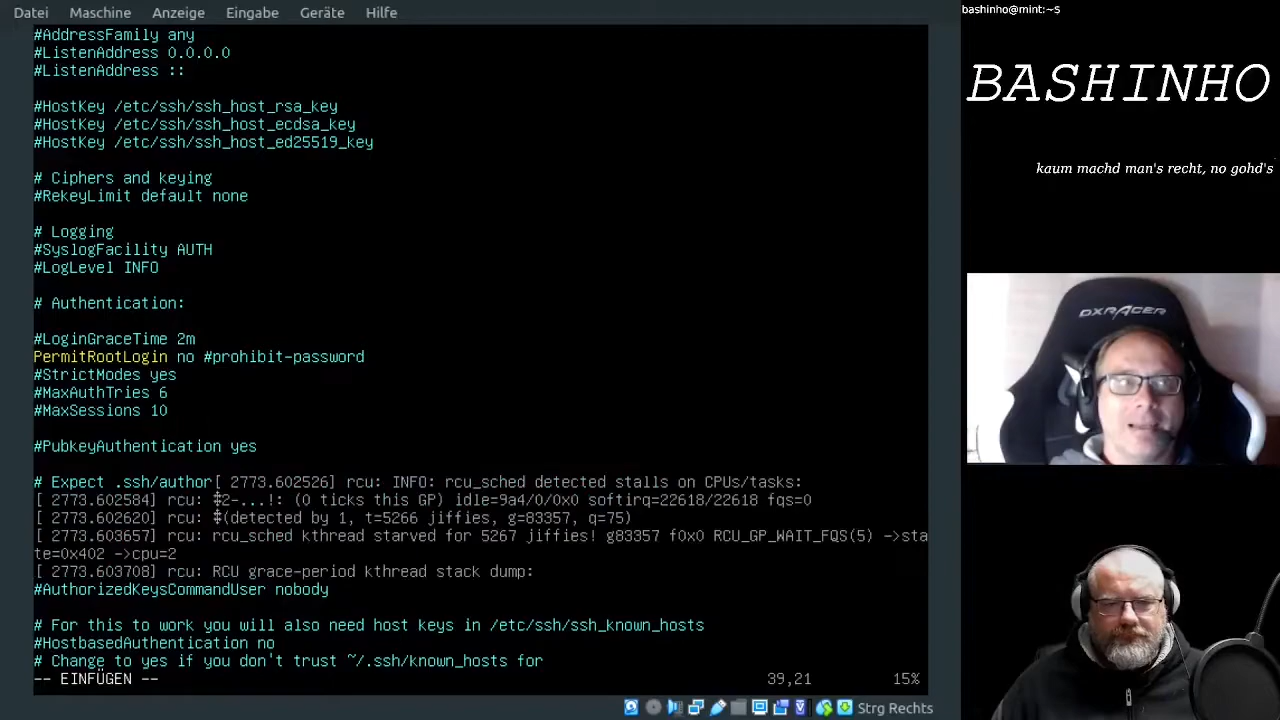 Datei Maschine Anzeige Eingabe Geräte Hilfe
#AddressFamily any
#ListenAddress 0.0.0.0
#ListenAddress ::
#HostKey /etc/ssh/ssh_host_rsa_key
#HostKey /etc/ssh/ssh_host_ecdsa_key
#HostKey /etc/ssh/ssh_host_ed25519_key
# Ciphers and keying
#RekeyLimit default none
# Logging
#SyslogFacility AUTH
#LogLevel INFO
# Authentication:
#LoginGraceTime 2m
PermitRootLogin no #prohibit-password
#StrictModes yes
#MaxAuthTries 6
#MaxSessions 10
#PubkeyAuthentication yes
# Expect .ssh/author[ 2773.602526] rcu: INFO: rcu_sched detected stalls on CPUs/tasks:
[ 2773.602584] rcu: ‡2-...!: (0 ticks this GP) idle=9a4/0/0x0 softirq=22618/22618 fqs=0
[ 2773.602620] rcu: ‡(detected by 1, t=5266 jiffies, g=83357, q=75)
[ 2773.603657] rcu: rcu_sched kthread starved for 5267 jiffies! g83357 f0x0 RCU_GP_WAIT_FQS(5) ->sta
te=0x402 ->cpu=2
[ 2773.603708] rcu: RCU grace-period kthread stack dump:
#AuthorizedKeysCommandUser nobody
# For this to work you will also need host keys in /etc/ssh/ssh_known_hosts
#HostbasedAuthentication no
# Change to yes if you don't trust ~/.ssh/known_hosts for
-- EINFÜGEN -- 39,21 15%
Strg Rechts
bashinho@mint:~$
BASHINHO
kaum machd man's recht, no gohd's
DXRACER